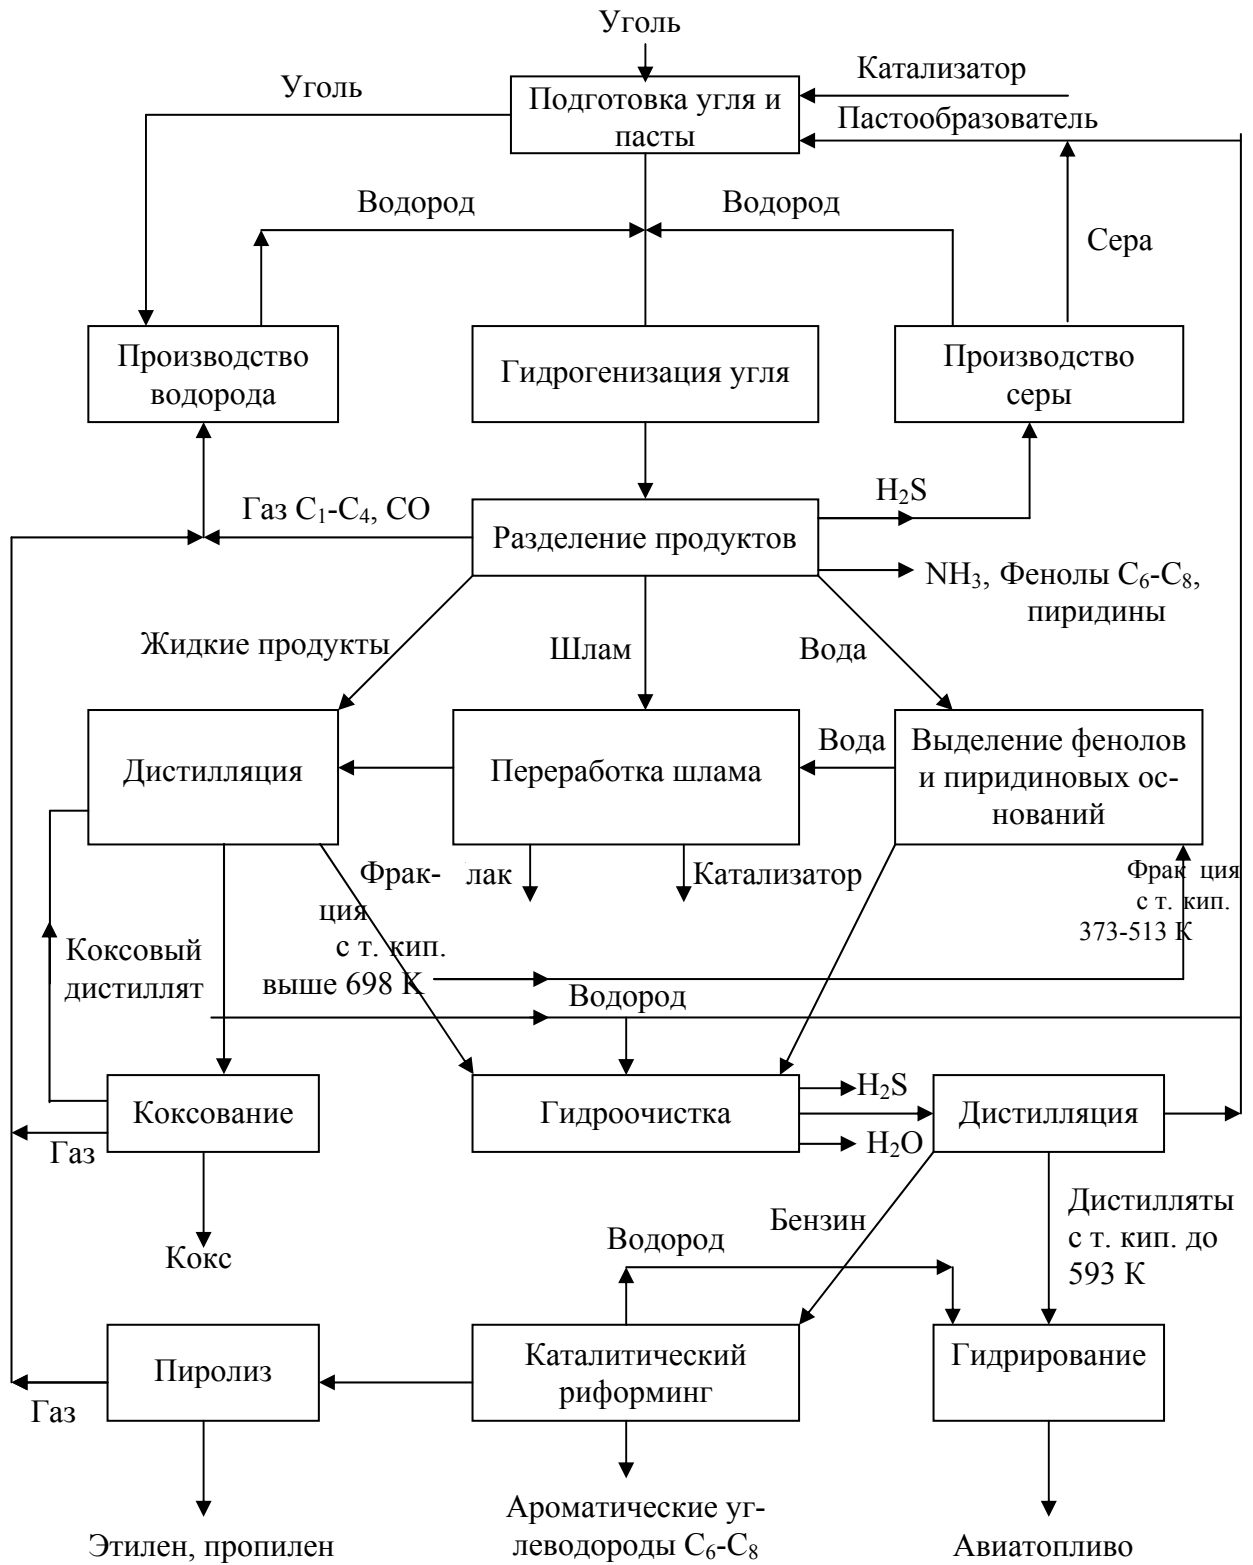 Уголь
Катализатор
Уголь
Подготовка угля и
пасты
Пастообразователь
Водород
Водород
Сера
Производство
водорода
Гидрогенизация угля
Производство
серы
H₂S
Газ C₁-C₄, CO
Разделение продуктов
NH₃, Фенолы C₆-C₈,
пиридины
Жидкие продукты
Шлам
Вода
Дистилляция
Переработка шлама
Вода
Выделение фенолов
и пиридиновых ос-
нований
Фрак-
ция
с т. кип.
выше 698 К
лак
Катализатор
Фрак ция
с т. кип.
373-513 К
Коксовый
дистиллят
Водород
Коксование
Гидроочистка
H₂S
H₂O
Дистилляция
Газ
Кокс
Бензин
Дистилляты
с т. кип. до
593 К
Водород
Пиролиз
Каталитический
риформинг
Гидрирование
Газ
Этилен, пропилен
Ароматические уг-
леводороды C₆-C₈
Авиатопливо